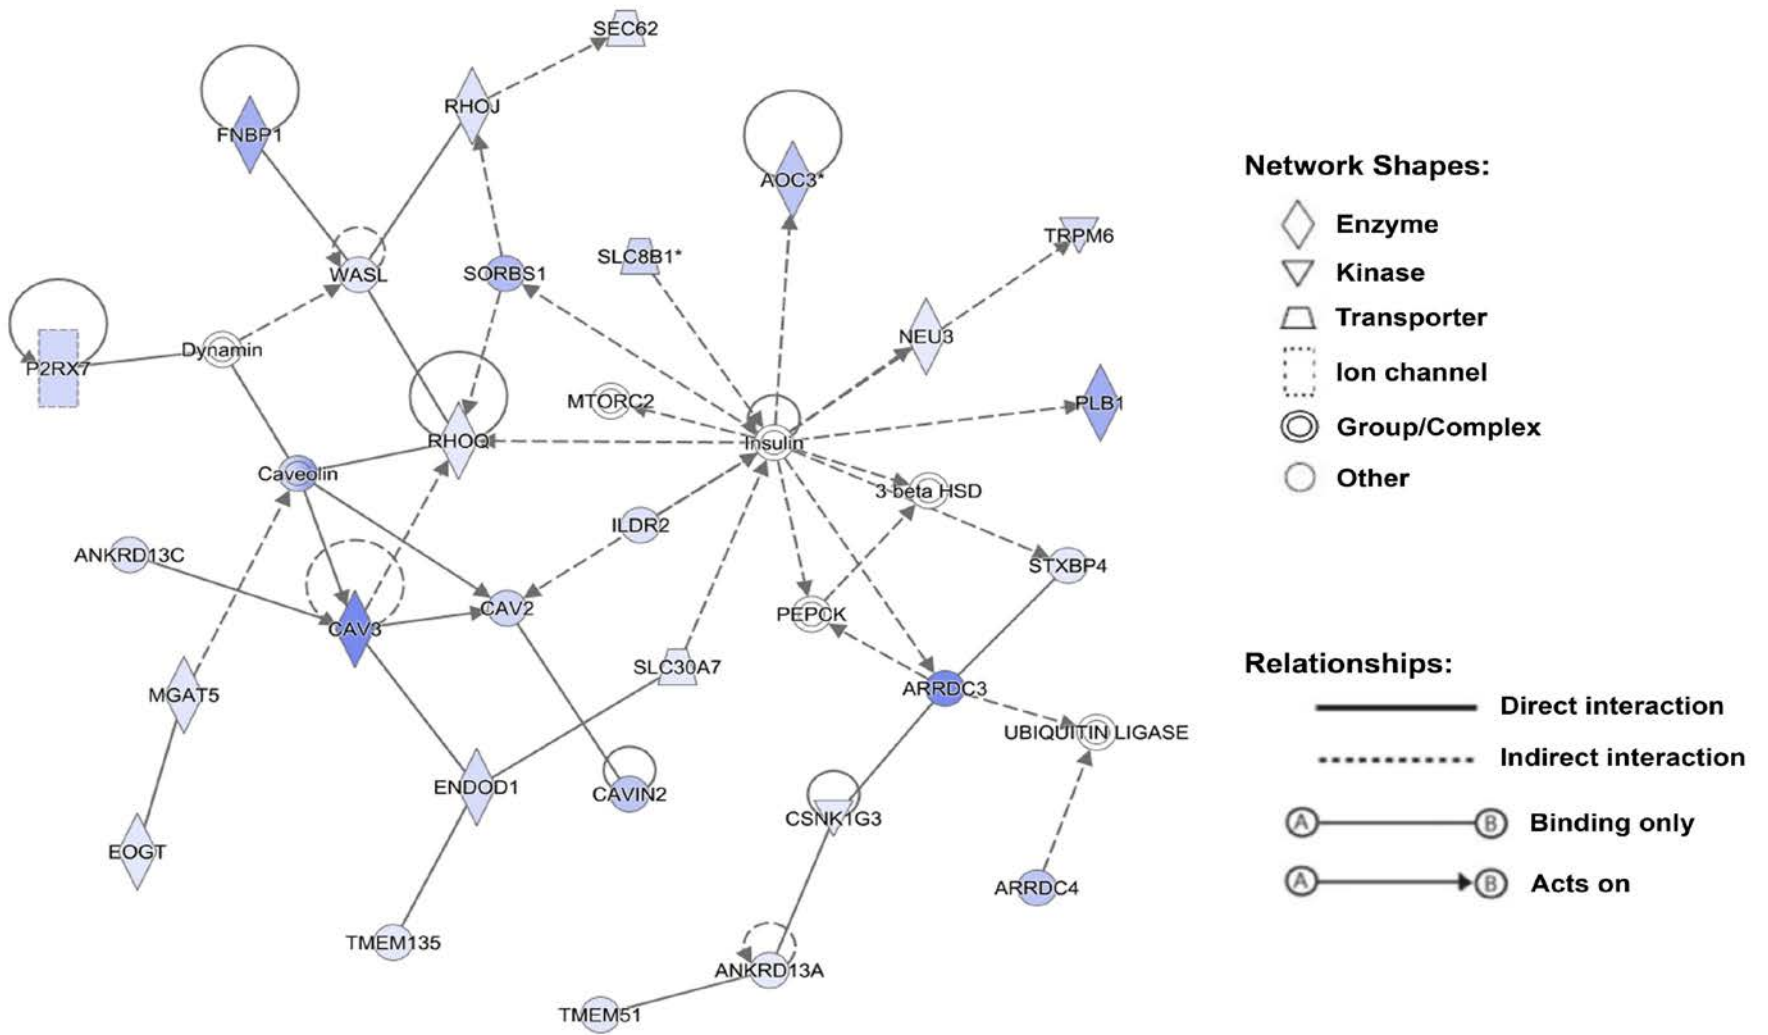 SEC62
RHOJ
FNBP1
AOC3*
TRPM6
SLC8B1*
WASL
SORBS1
NEU3
Dynamin
P2RX7
MTORC2
PLB1
RHOQ
Insulin
Caveolin
3 beta HSD
ILDR2
ANKRD13C
STXBP4
CAV2
PEPCK
CAV3
SLC30A7
MGAT5
ARRDC3
UBIQUITIN LIGASE
ENDOD1
CAVIN2
CSNK1G3
EOGT
ARRDC4
TMEM135
ANKRD13A
TMEM51
Network Shapes:
Enzyme
Kinase
Transporter
Ion channel
Group/Complex
Other
Relationships:
Direct interaction
Indirect interaction
A B Binding only
A B Acts on